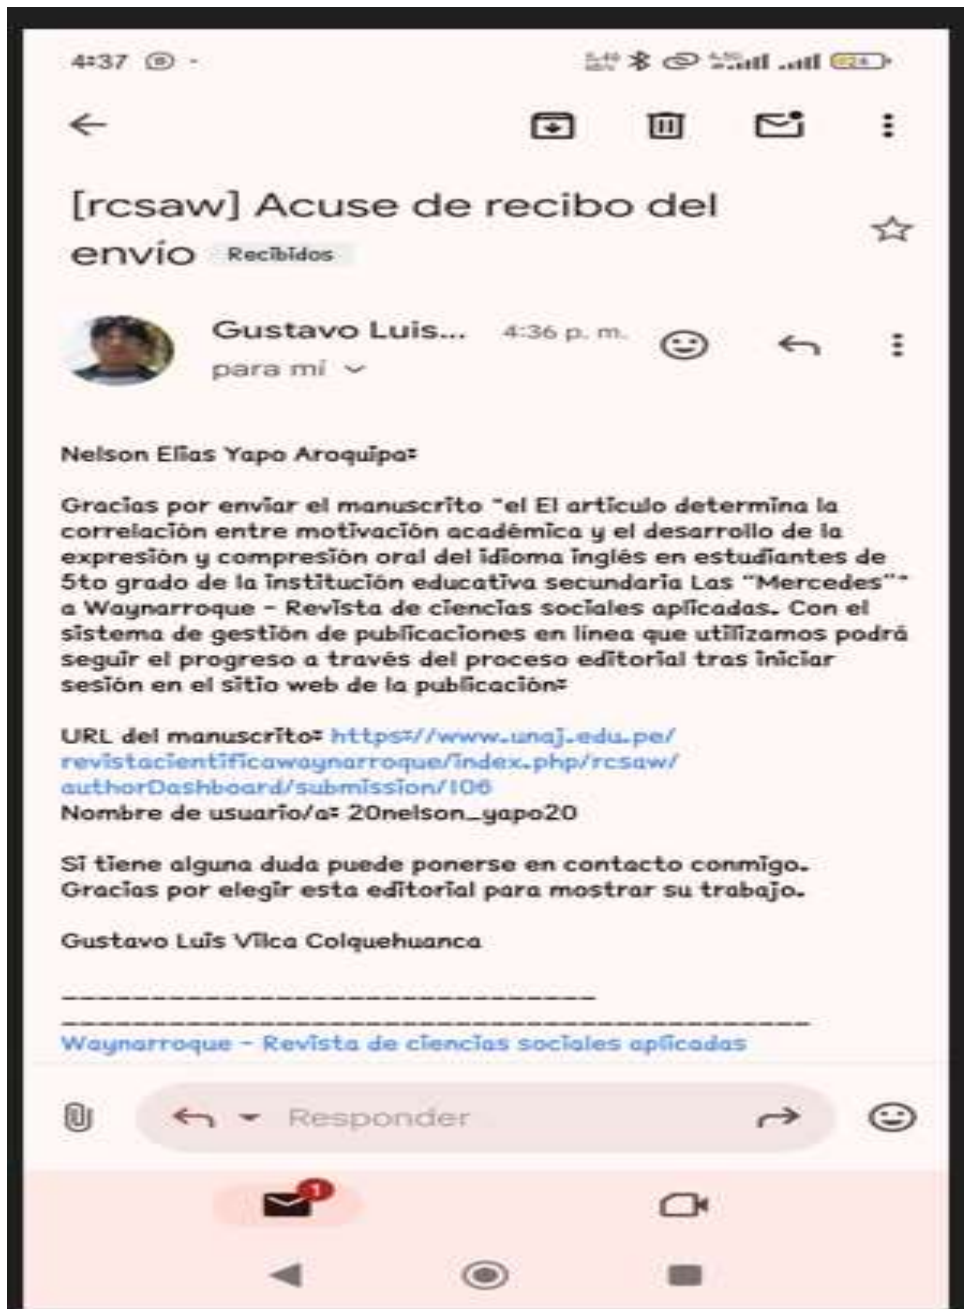 4:37
[rcsaw] Acuse de recibo del
envío Recibidos
Gustavo Luis... 4:36 p. m.
para mí
Nelson Elias Yapo Aroquipa:
Gracias por enviar el manuscrito "el El artículo determina la
correlación entre motivación académica y el desarrollo de la
expresión y compresión oral del idioma inglés en estudiantes de
5to grado de la institución educativa secundaria Las "Mercedes""
a Waynarroque - Revista de ciencias sociales aplicadas. Con el
sistema de gestión de publicaciones en línea que utilizamos podrá
seguir el progreso a través del proceso editorial tras iniciar
sesión en el sitio web de la publicación:
URL del manuscrito: https://www.unaj.edu.pe/
revistacientificawaynarroque/index.php/rcsaw/
authorDashboard/submission/106
Nombre de usuario/a: 20nelson_yapo20
Si tiene alguna duda puede ponerse en contacto conmigo.
Gracias por elegir esta editorial para mostrar su trabajo.
Gustavo Luis Vilca Colquehuanca
Waynarroque - Revista de ciencias sociales aplicadas
Responder
1